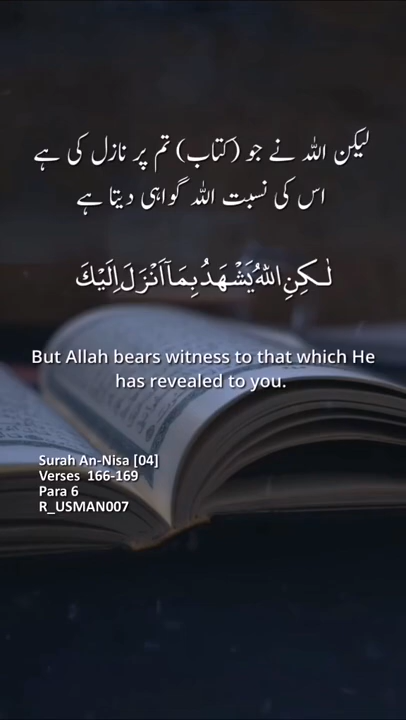 لیکن اللہ نے جو (کتاب) تم پر نازل کی ہے
اس کی نسبت اللہ گواہی دیتا ہے
لٰـكِنِ اللّٰهُ يَشْهَدُ بِمَاۤ اَنْزَلَ اِلَيْكَ
But Allah bears witness to that which He
has revealed to you.
Surah An-Nisa [04]
Verses 166-169
Para 6
R_USMAN007